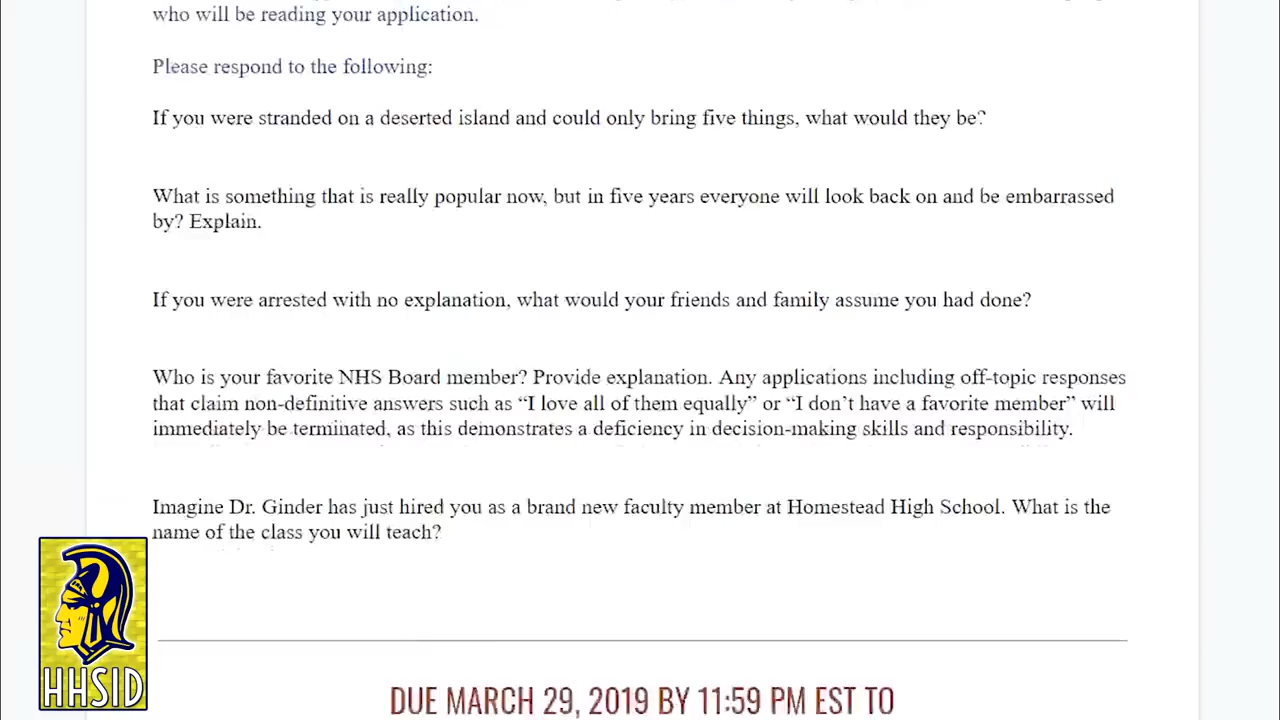 who will be reading your application.
Please respond to the following:
If you were stranded on a deserted island and could only bring five things, what would they be?
What is something that is really popular now, but in five years everyone will look back on and be embarrassed
by? Explain.
If you were arrested with no explanation, what would your friends and family assume you had done?
Who is your favorite NHS Board member? Provide explanation. Any applications including off-topic responses
that claim non-definitive answers such as “I love all of them equally” or “I don’t have a favorite member” will
immediately be terminated, as this demonstrates a deficiency in decision-making skills and responsibility.
Imagine Dr. Ginder has just hired you as a brand new faculty member at Homestead High School. What is the
name of the class you will teach?
HHSID
DUE MARCH 29, 2019 BY 11:59 PM EST TO